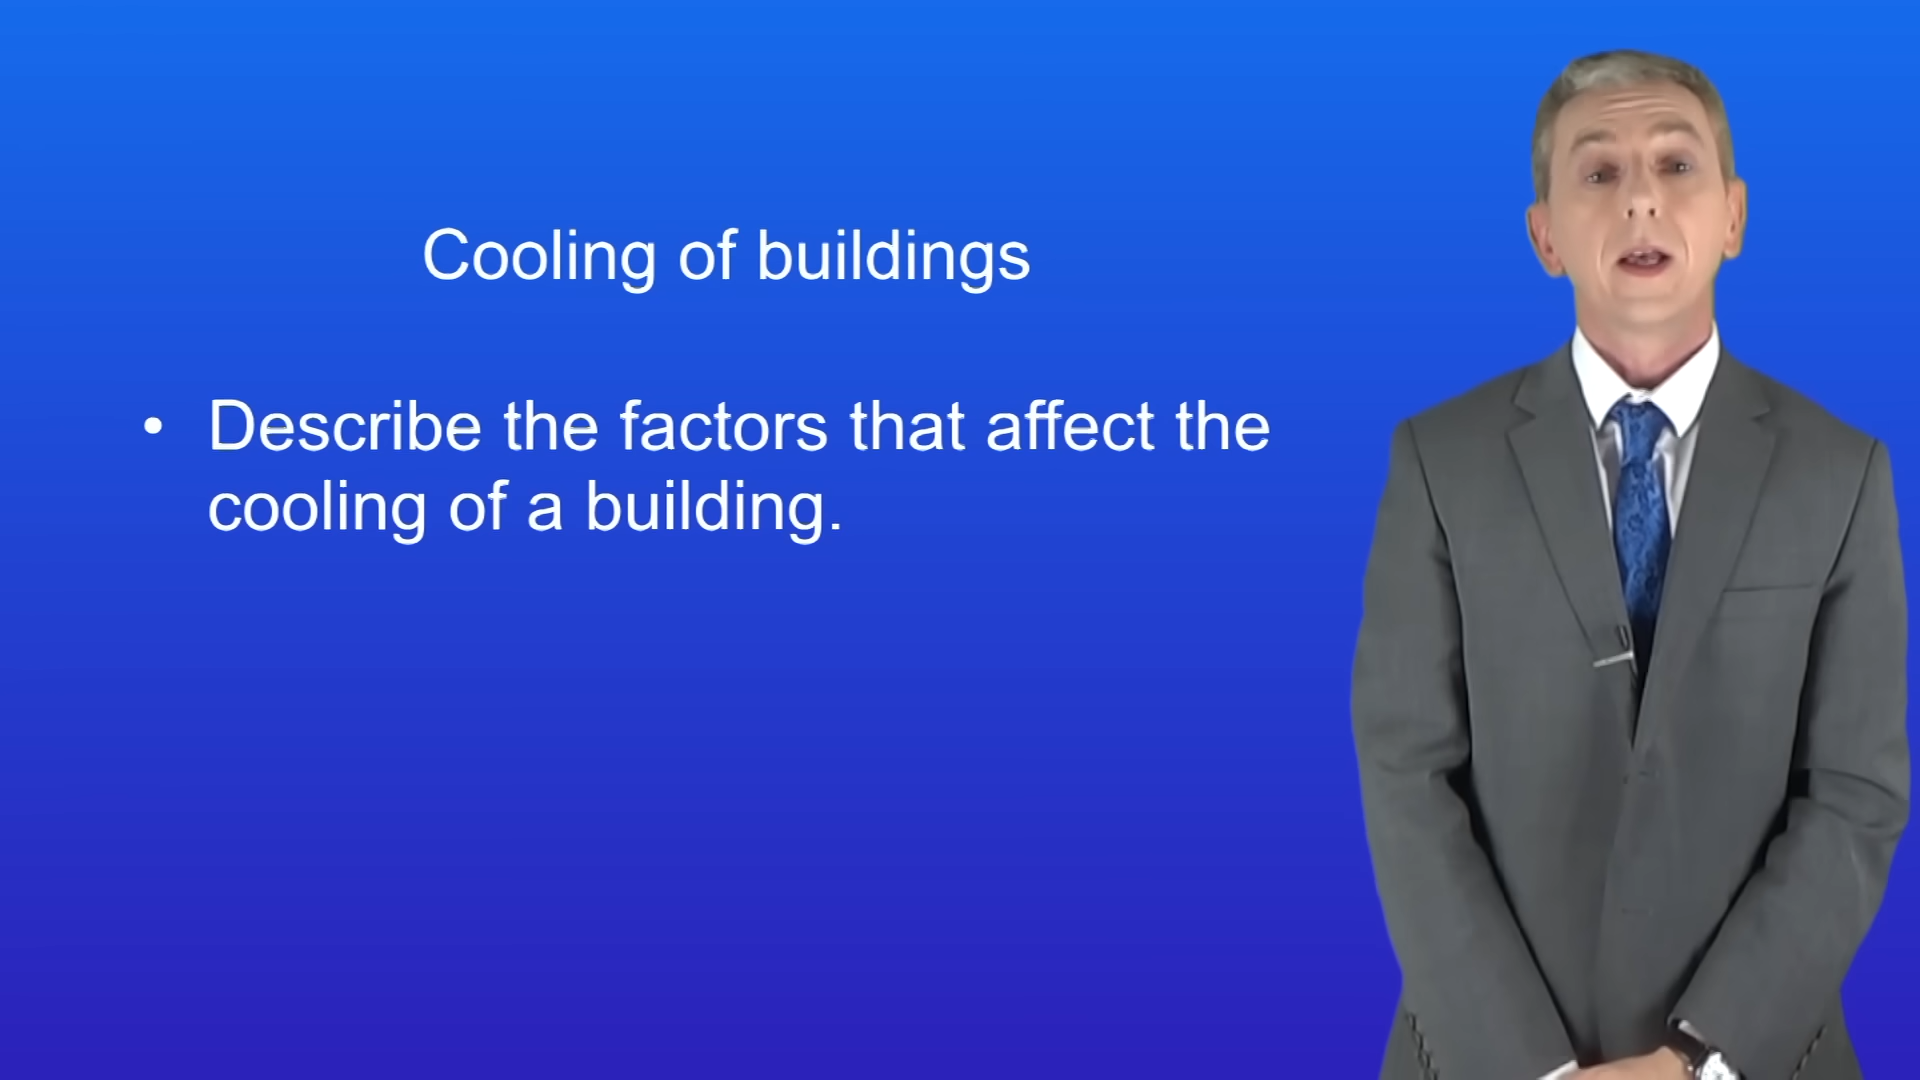 Cooling of buildings
• Describe the factors that affect the
cooling of a building.